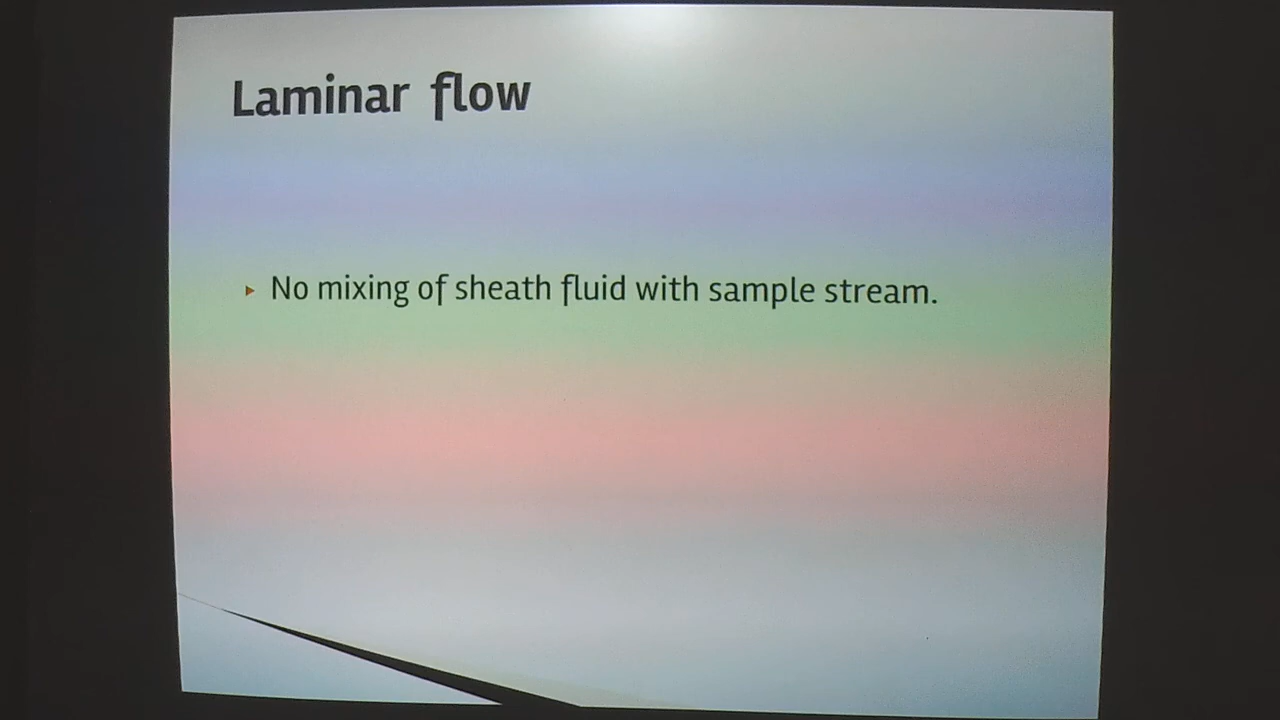 Laminar flow
No mixing of sheath fluid with sample stream.